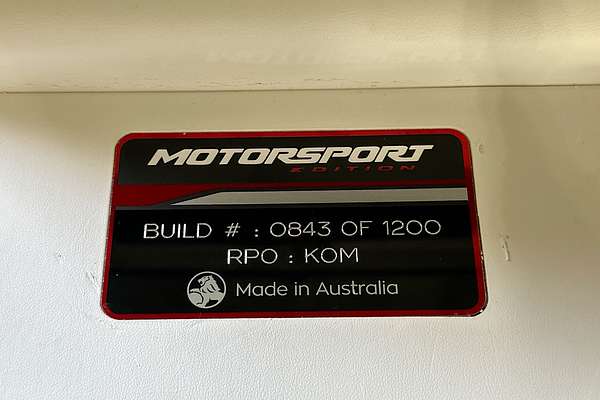 MOTORSPORT
EDITION
BUILD # : 0843 OF 1200
RPO : KOM
Made in Australia